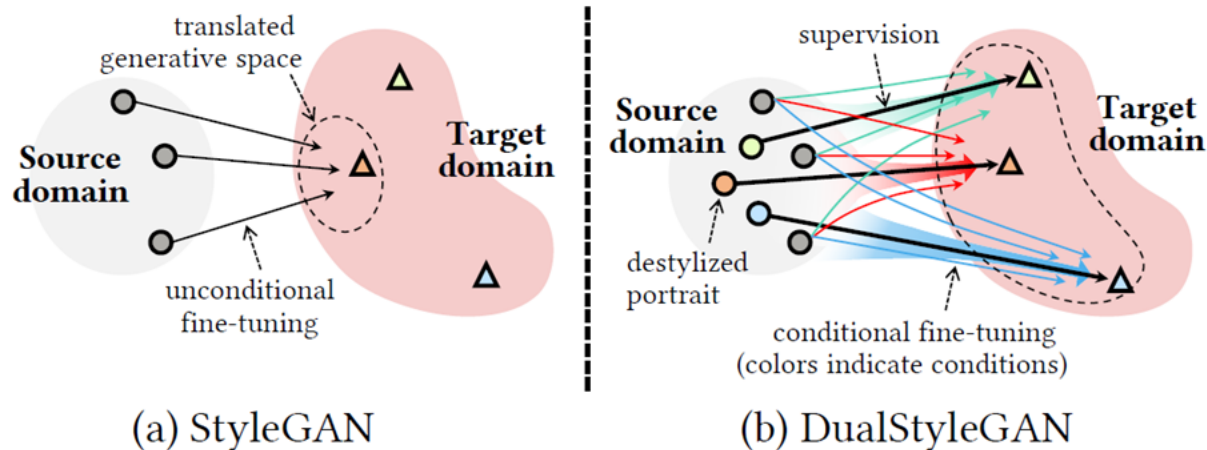 translated
generative space
Source
domain
Target
domain
unconditional
fine-tuning
(a) StyleGAN
supervision
Source
domain
Target
domain
destylized
portrait
conditional fine-tuning
(colors indicate conditions)
(b) DualStyleGAN